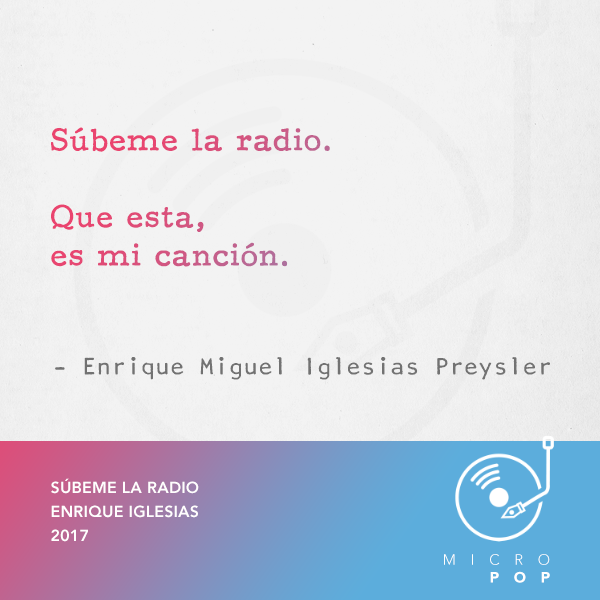 Súbeme la radio.
Que esta,
es mi canción.
- Enrique Miguel Iglesias Preysler
SÚBEME LA RADIO
ENRIQUE IGLESIAS
2017
MICRO
POP